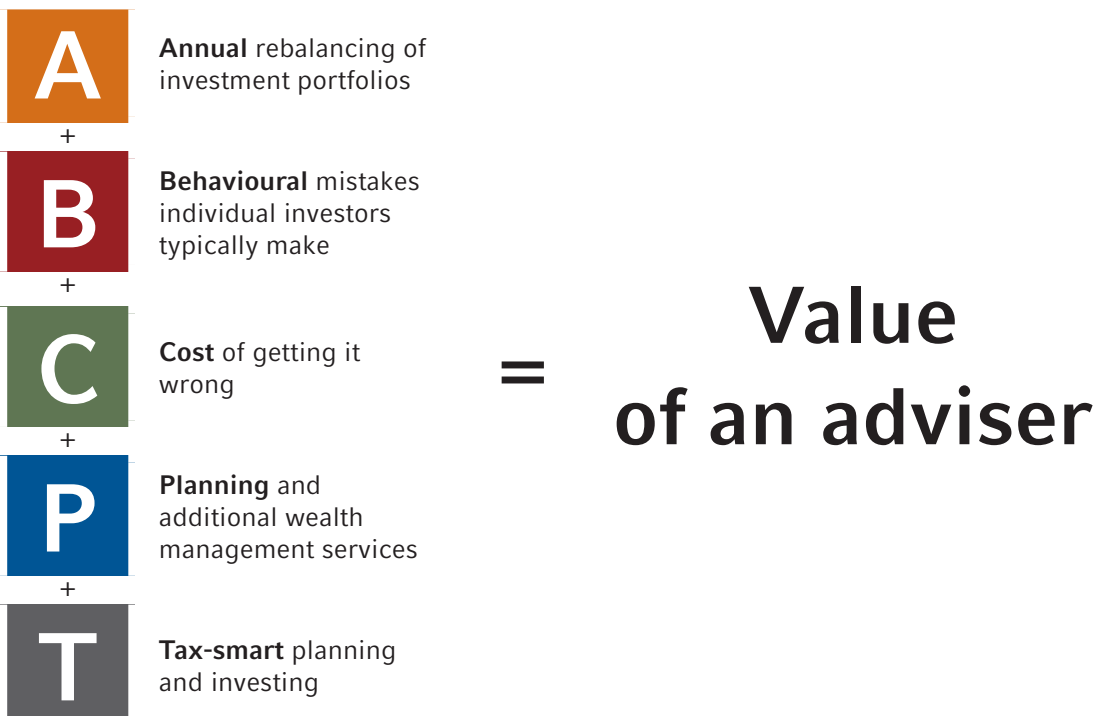 A
Annual rebalancing of
investment portfolios
+
B
Behavioural mistakes
individual investors
typically make
+
C
Cost of getting it
wrong
+
P
Planning and
additional wealth
management services
+
T
Tax-smart planning
and investing
=
Value
of an adviser